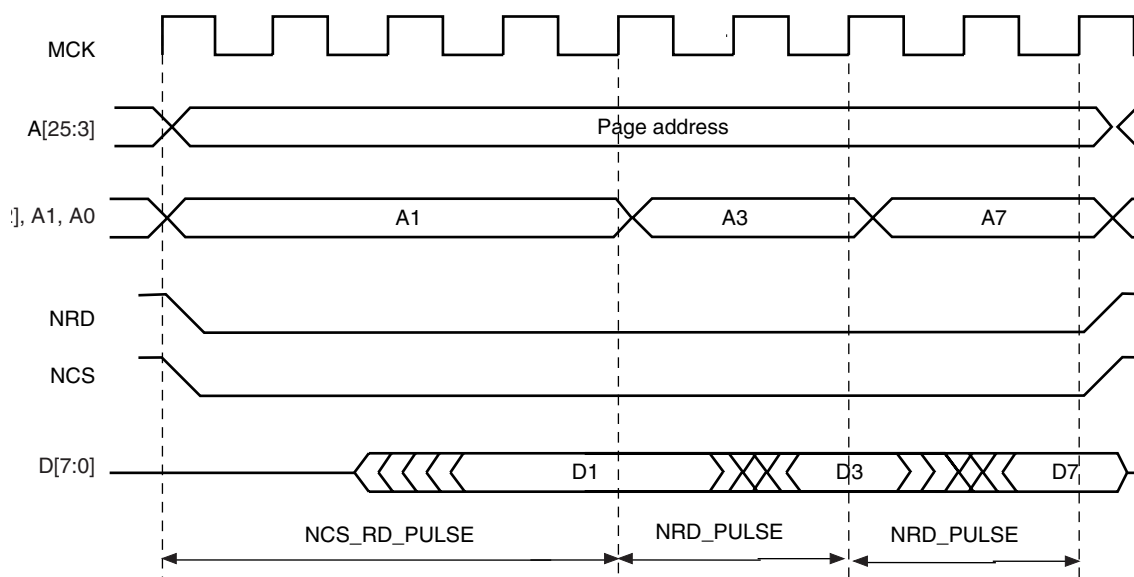 MCK
A[25:3]
Page address
], A1, A0
A1
A3
A7
NRD
NCS
D[7:0]
D1
D3
D7
NCS_RD_PULSE
NRD_PULSE
NRD_PULSE